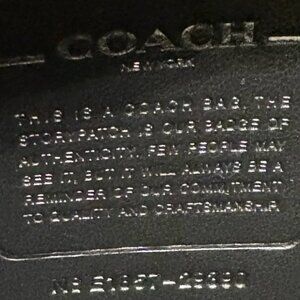 COACH
NEW YORK
THIS IS A COACH BAG. THE
STORYPATCH IS OUR BADGE OF
AUTHENTICITY. FEW PEOPLE MAY
SEE IT, BUT IT WILL ALWAYS BE A
REMINDER OF OUR COMMITMENT
TO QUALITY AND CRAFTSMANSHIP.